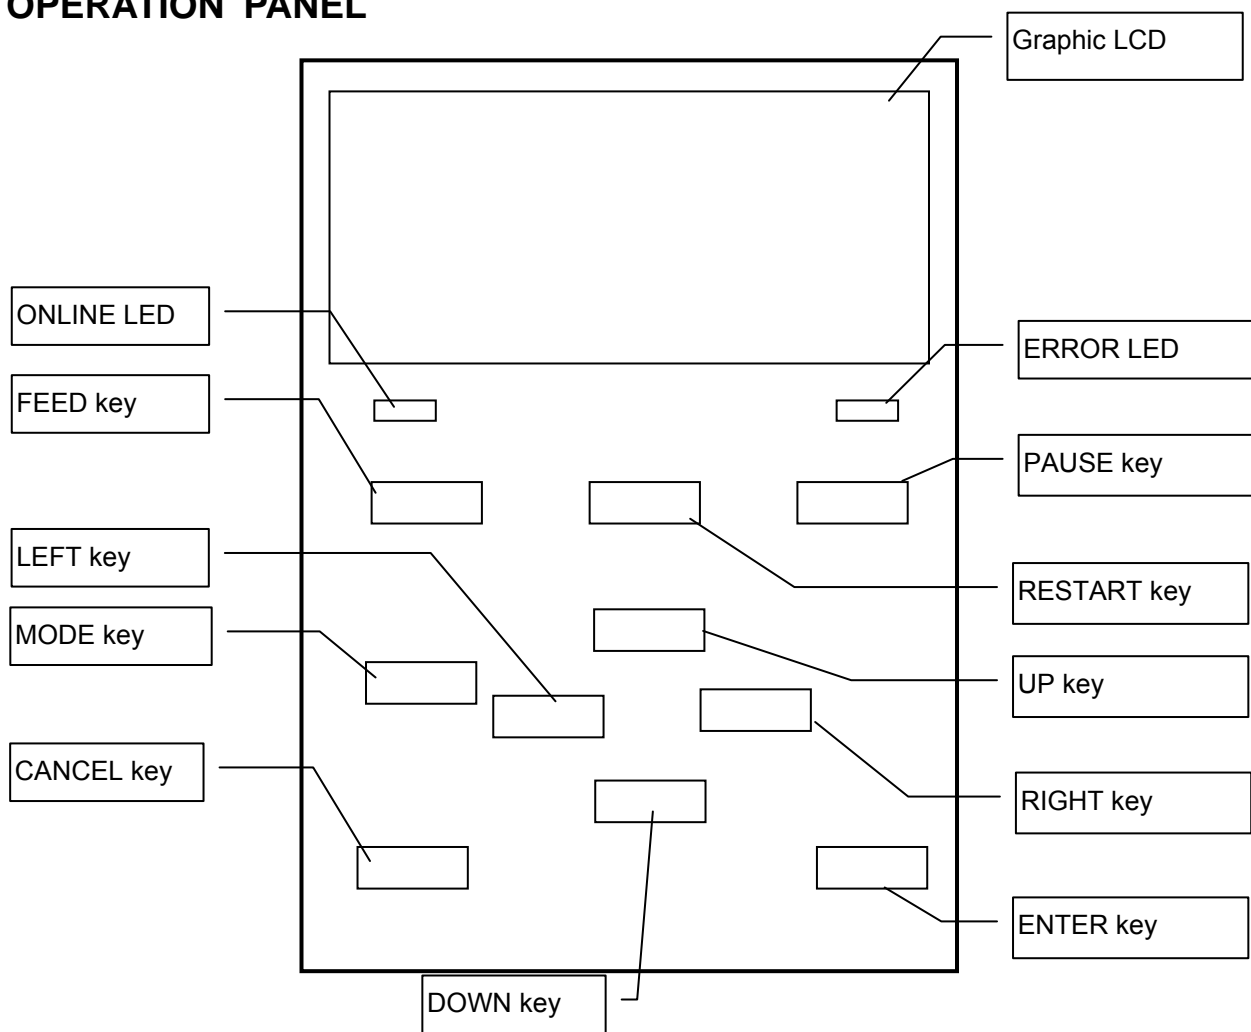 OPERATION PANEL
Graphic LCD
ONLINE LED
ERROR LED
FEED key
PAUSE key
LEFT key
RESTART key
MODE key
UP key
CANCEL key
RIGHT key
ENTER key
DOWN key